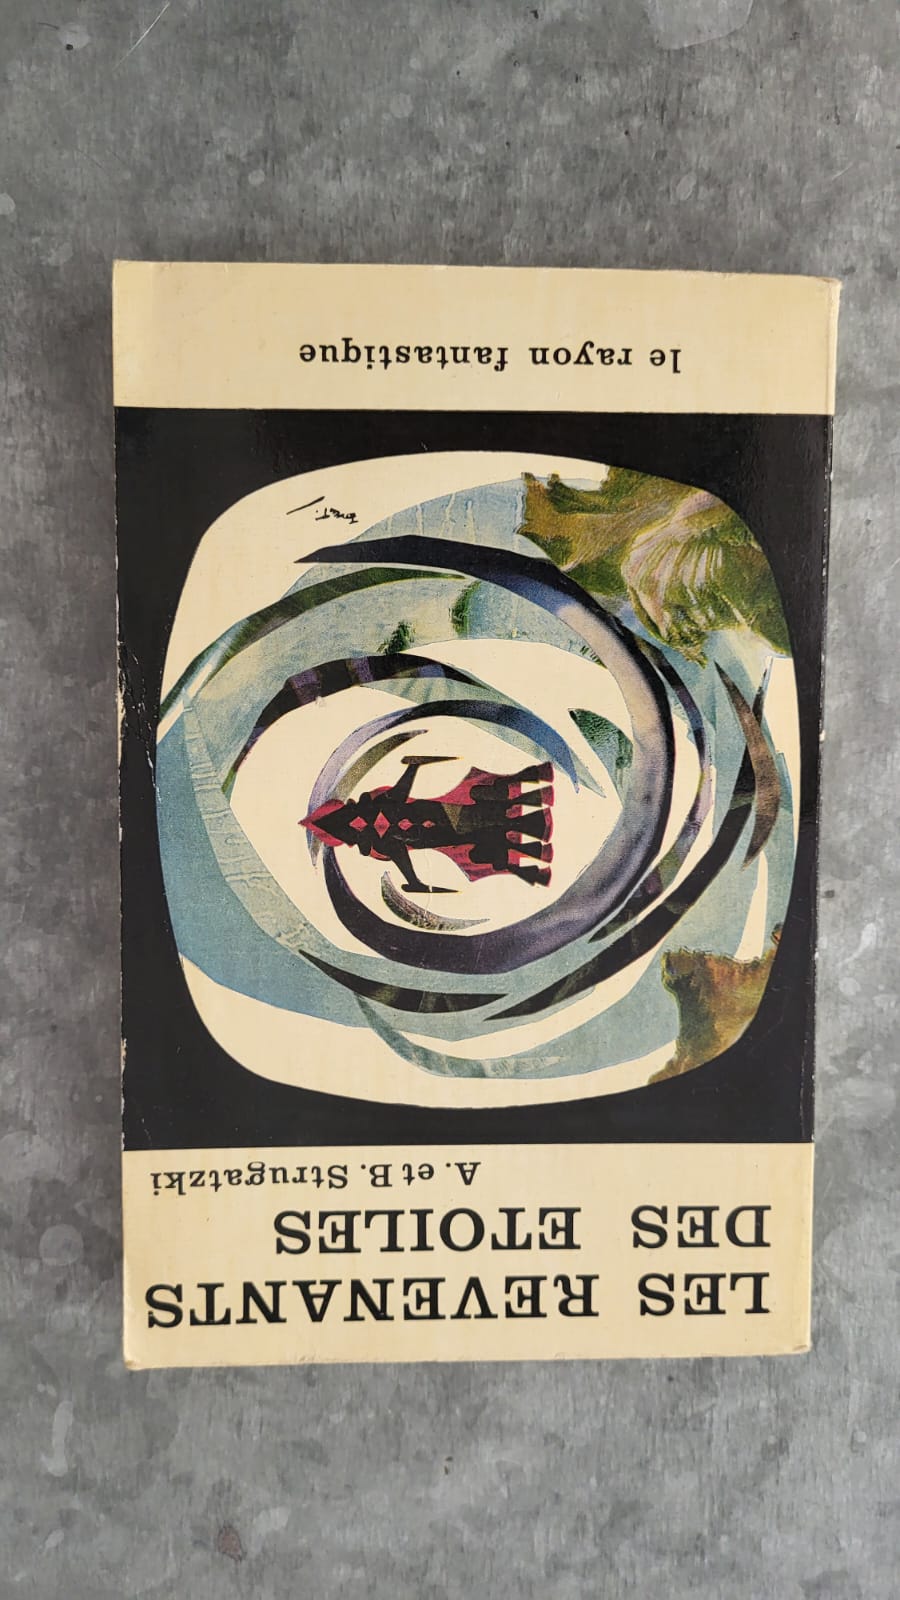 LES REVENANTS
DES ETOILES
A. et B. Strugatzki
le rayon fantastique